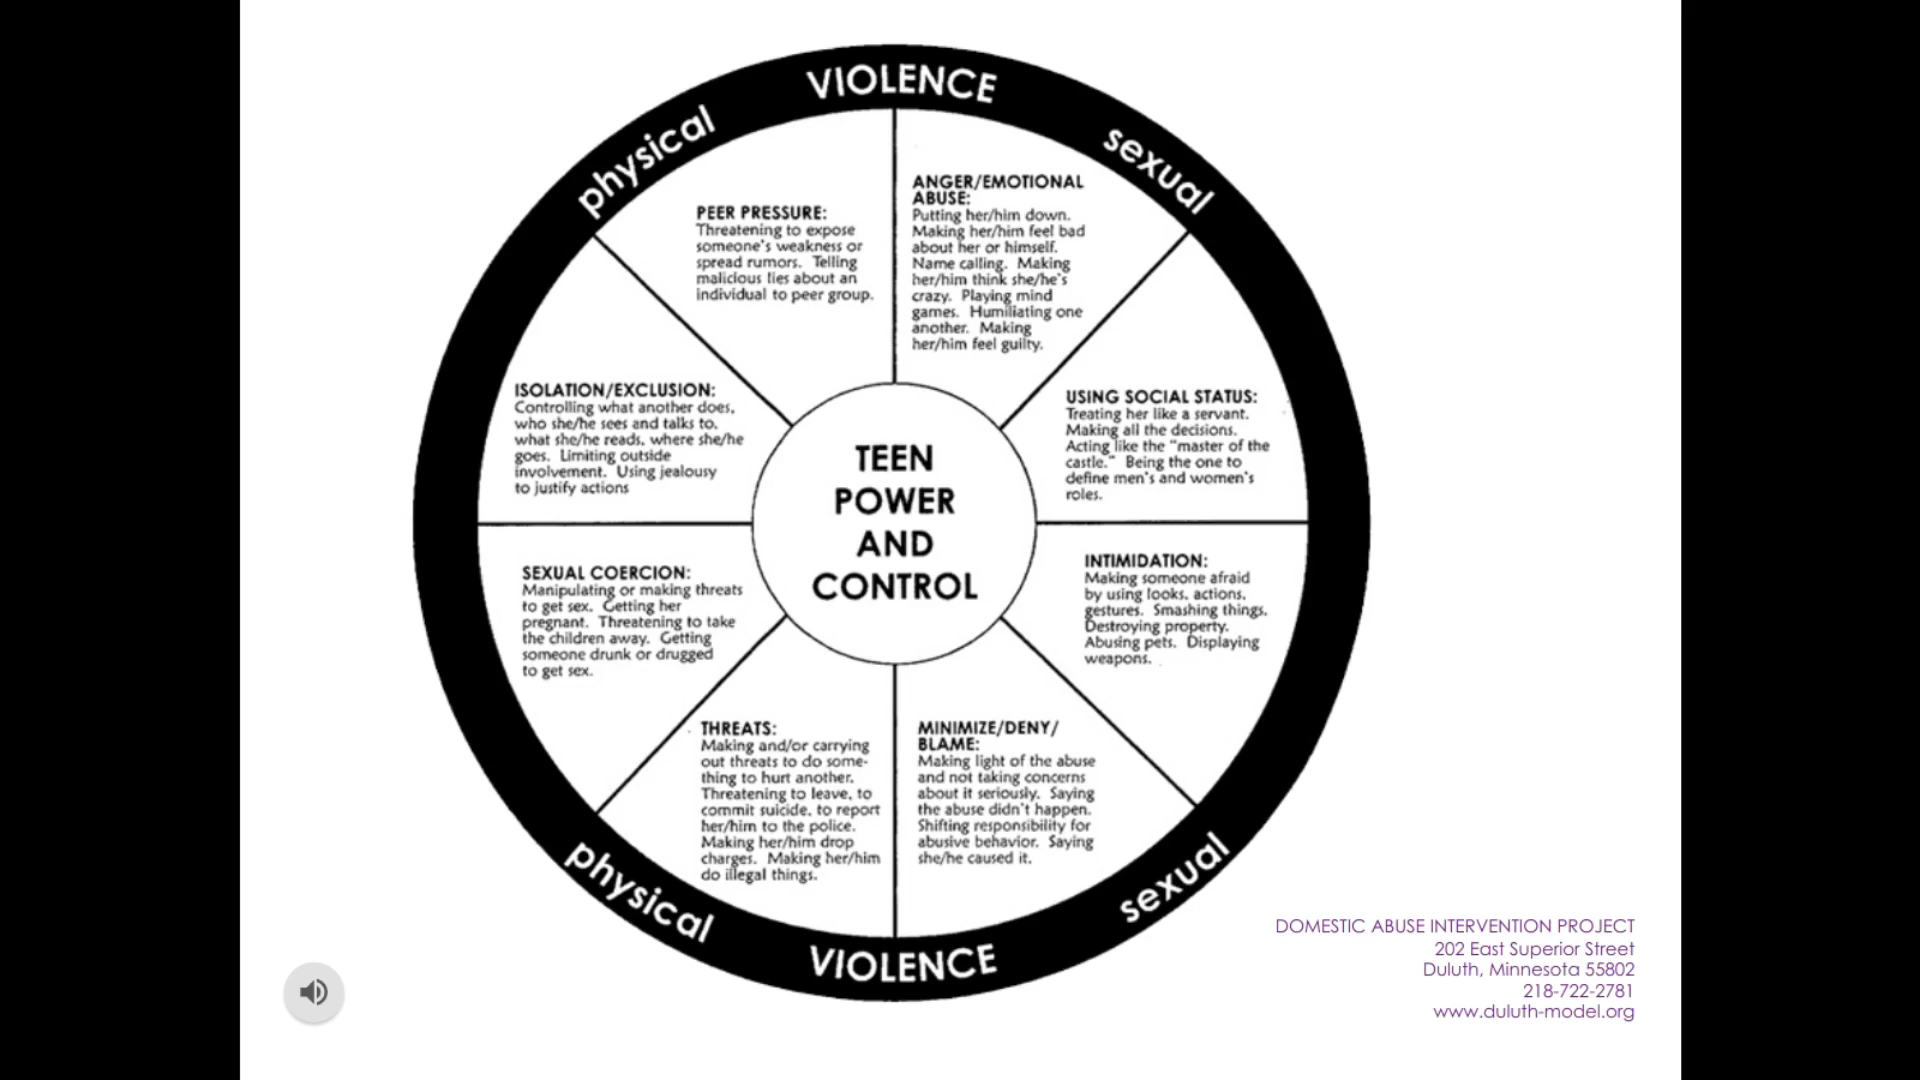 VIOLENCE
physical
sexual
PEER PRESSURE:
Threatening to expose
someone's weakness or
spread rumors. Telling
malicious lies about an
individual to peer group.
ANGER/EMOTIONAL
ABUSE:
Putting her/him down.
Making her/him feel bad
about her or himself.
Name calling. Making
her/him think she/he's
crazy. Playing mind
games. Humiliating one
another. Making
her/him feel guilty.
ISOLATION/EXCLUSION:
Controlling what another does,
who she/he sees and talks to,
what she/he reads, where she/he
goes. Limiting outside
involvement. Using jealousy
to justify actions
USING SOCIAL STATUS:
Treating her like a servant.
Making all the decisions.
Acting like the "master of the
castle." Being the one to
define men's and women's
roles.
TEEN
POWER
AND
CONTROL
SEXUAL COERCION:
Manipulating or making threats
to get sex. Getting her
pregnant. Threatening to take
the children away. Getting
someone drunk or drugged
to get sex.
INTIMIDATION:
Making someone afraid
by using looks, actions,
gestures. Smashing things.
Destroying property.
Abusing pets. Displaying
weapons.
THREATS:
Making and/or carrying
out threats to do some-
thing to hurt another.
Threatening to leave, to
commit suicide, to report
her/him to the police.
Making her/him drop
charges. Making her/him
do illegal things.
MINIMIZE/DENY/
BLAME:
Making light of the abuse
and not taking concerns
about it seriously. Saying
the abuse didn't happen.
Shifting responsibility for
abusive behavior. Saying
she/he caused it.
physical
sexual
VIOLENCE
DOMESTIC ABUSE INTERVENTION PROJECT
202 East Superior Street
Duluth, Minnesota 55802
218-722-2781
www.duluth-model.org